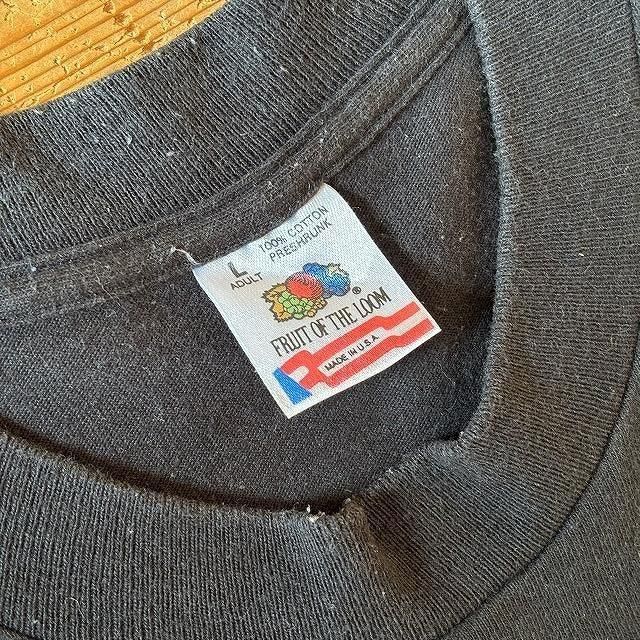 L
ADULT
100% COTTON
PRESHRUNK
®
FRUIT OF THE LOOM
MADE IN U.S.A.